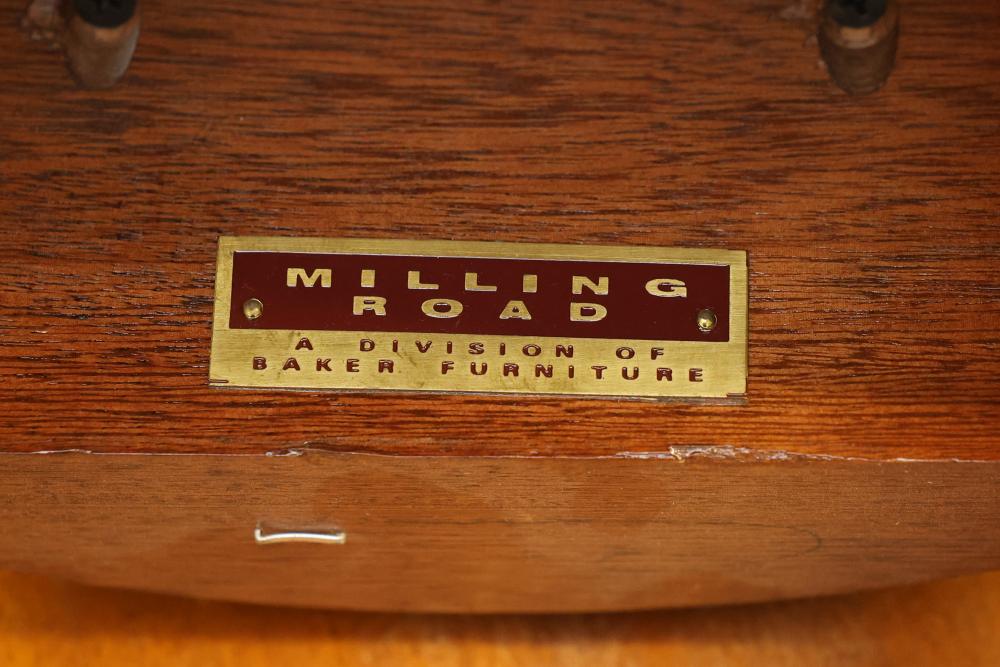 MILLING
ROAD
A DIVISION OF
BAKER FURNITURE